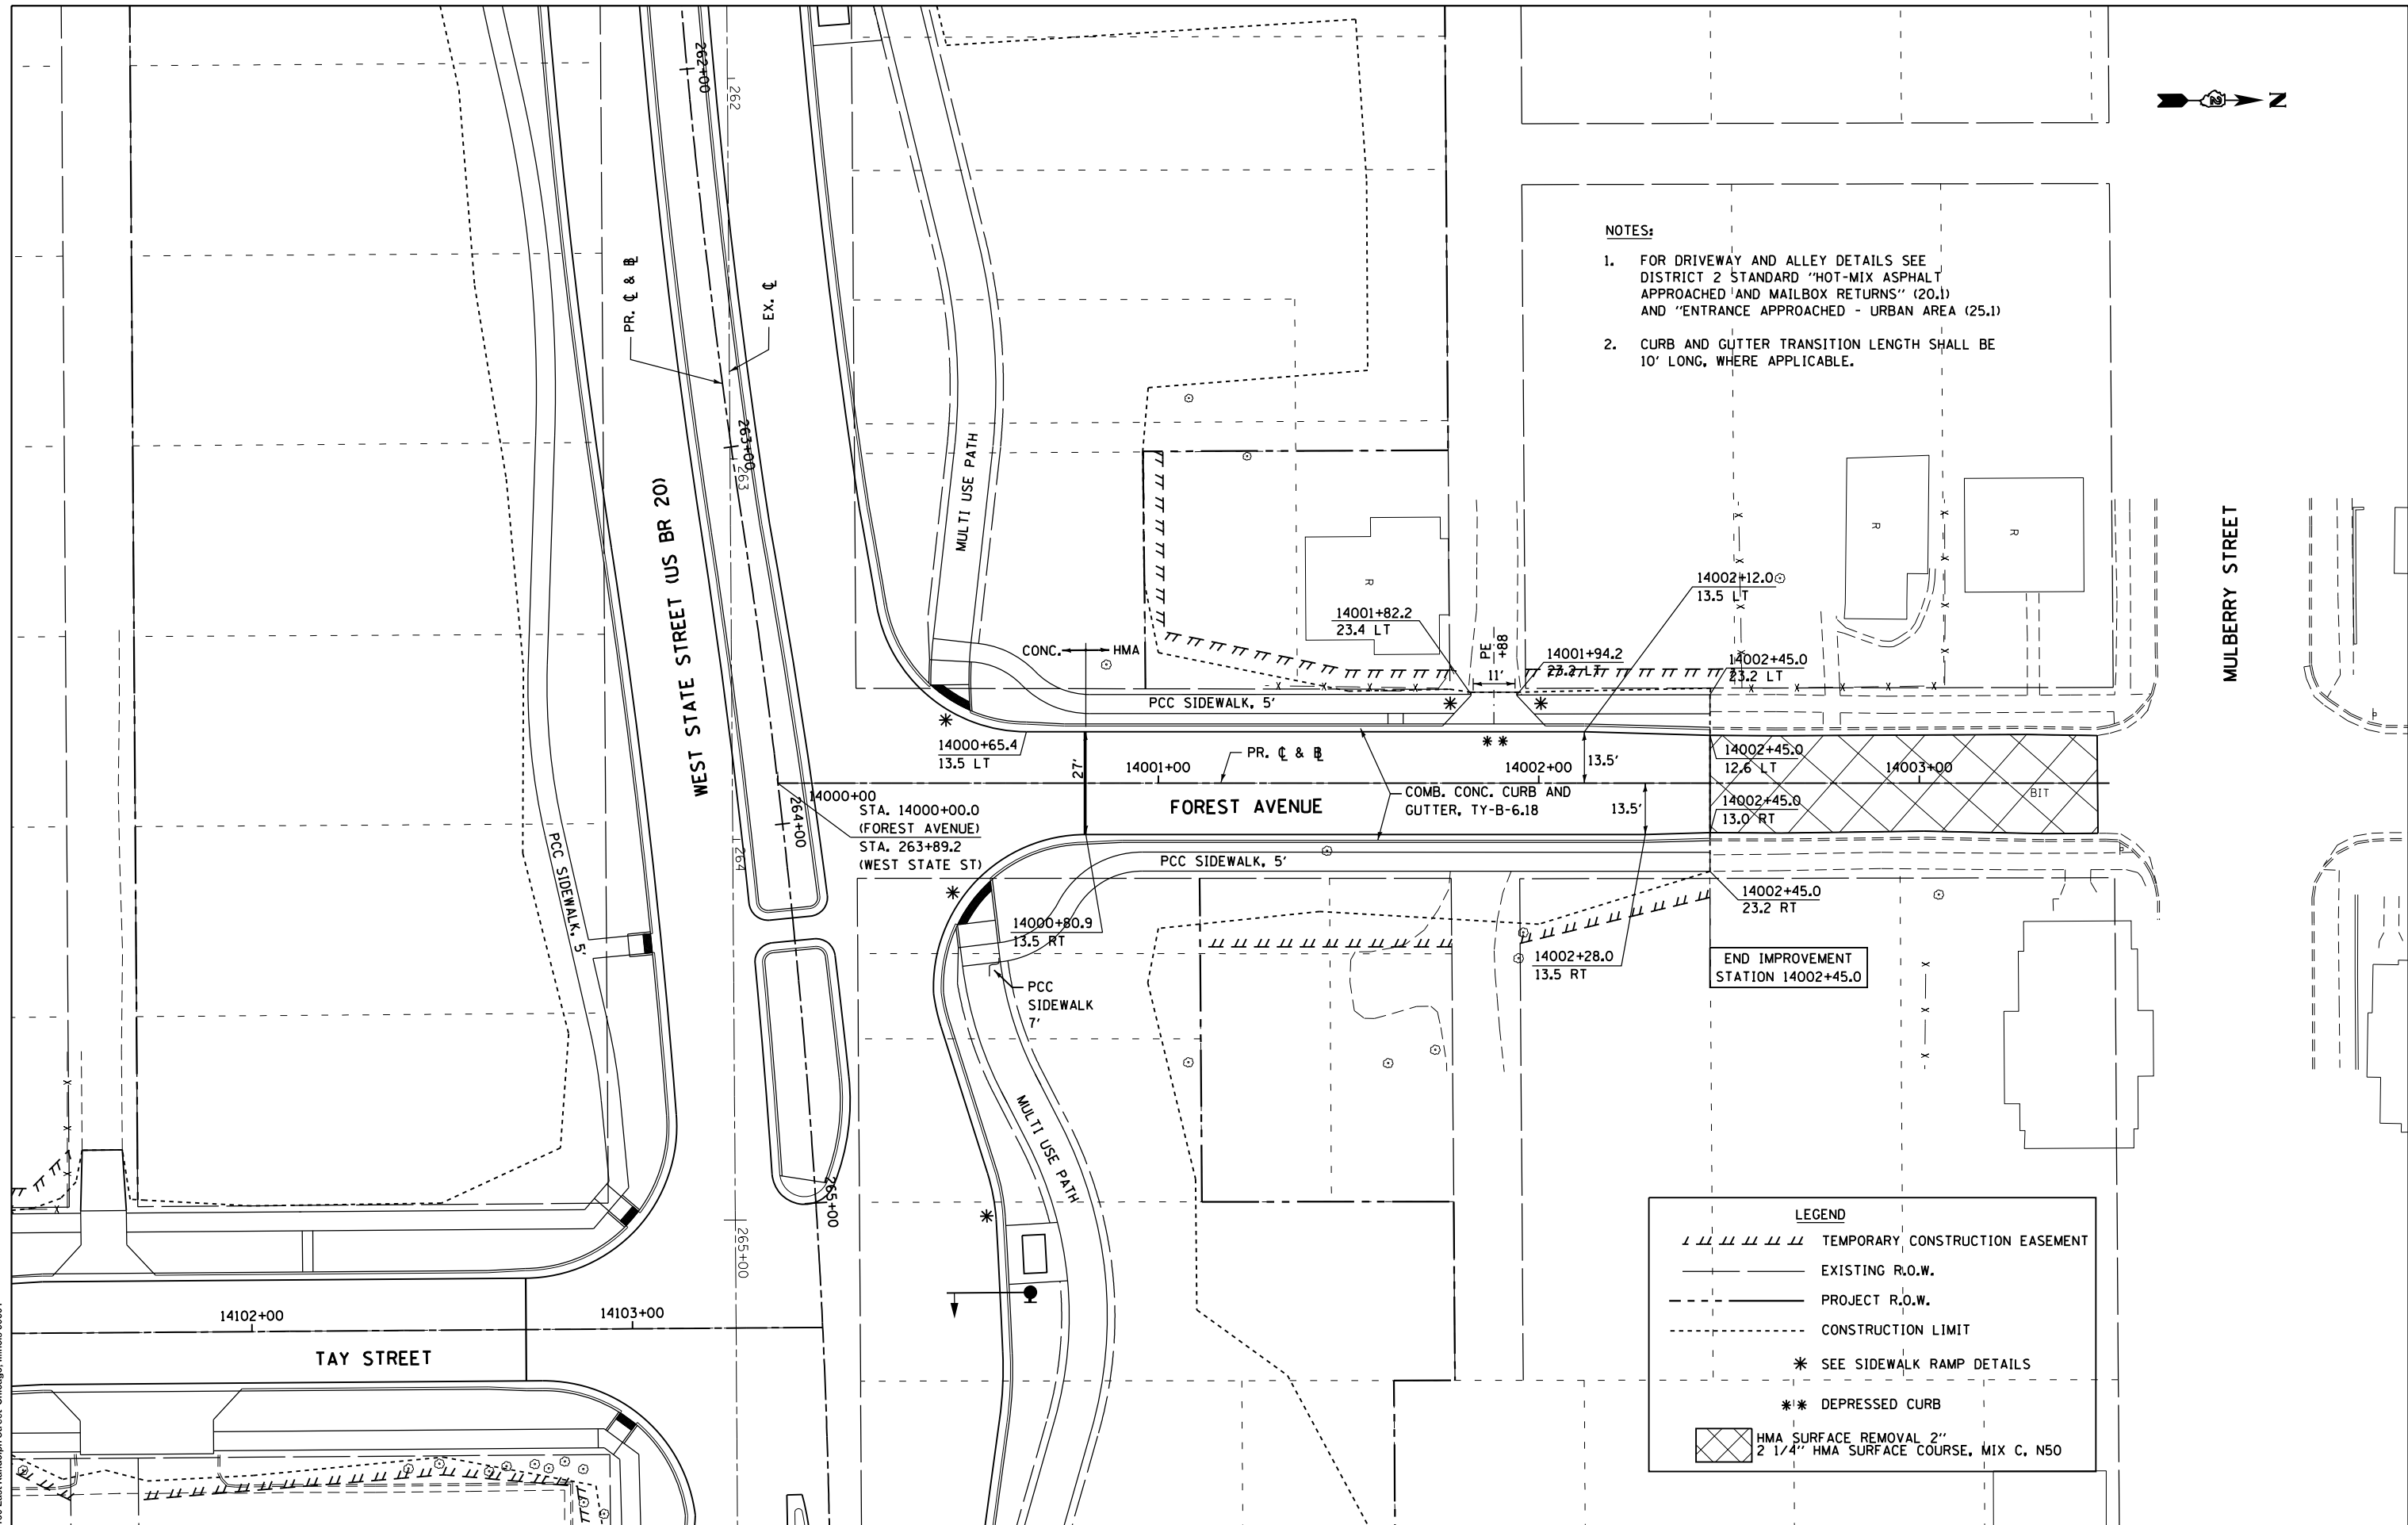 262+00
262
N
2
NOTES:
1. FOR DRIVEWAY AND ALLEY DETAILS SEE
DISTRICT 2 STANDARD "HOT-MIX ASPHALT
APPROACHED AND MAILBOX RETURNS" (20.1)
AND "ENTRANCE APPROACHED - URBAN AREA (25.1)
2. CURB AND GUTTER TRANSITION LENGTH SHALL BE
10' LONG, WHERE APPLICABLE.
PR. ℄ & B
EX. ℄
263+00
263
WEST STATE STREET (US BR 20)
MULTI USE PATH
MULBERRY STREET
R
R
R
14002+12.0
13.5 LT
14001+82.2
23.4 LT
CONC.
HMA
PE
+88
11'
14001+94.2
23.2 LT
14002+45.0
23.2 LT
PCC SIDEWALK, 5'
14000+65.4
13.5 LT
27'
PR. ℄ & B
14001+00
14002+00
13.5'
14002+45.0
12.6 LT
14003+00
BIT
14000+00
STA. 14000+00.0
(FOREST AVENUE)
STA. 263+89.2
(WEST STATE ST)
264+00
264
FOREST AVENUE
COMB. CONC. CURB AND
GUTTER, TY-B-6.18
13.5'
14002+45.0
13.0 RT
PCC SIDEWALK, 5'
PCC SIDEWALK, 5'
P
P
14000+80.9
13.5 RT
14002+45.0
23.2 RT
14002+28.0
13.5 RT
END IMPROVEMENT
STATION 14002+45.0
PCC
SIDEWALK
7'
MULTI USE PATH
265+00
265+00
14102+00
14103+00
TAY STREET
LEGEND
TEMPORARY CONSTRUCTION EASEMENT
EXISTING R.O.W.
PROJECT R.O.W.
CONSTRUCTION LIMIT
* SEE SIDEWALK RAMP DETAILS
** DEPRESSED CURB
HMA SURFACE REMOVAL 2"
2 1/4" HMA SURFACE COURSE, MIX C, N50